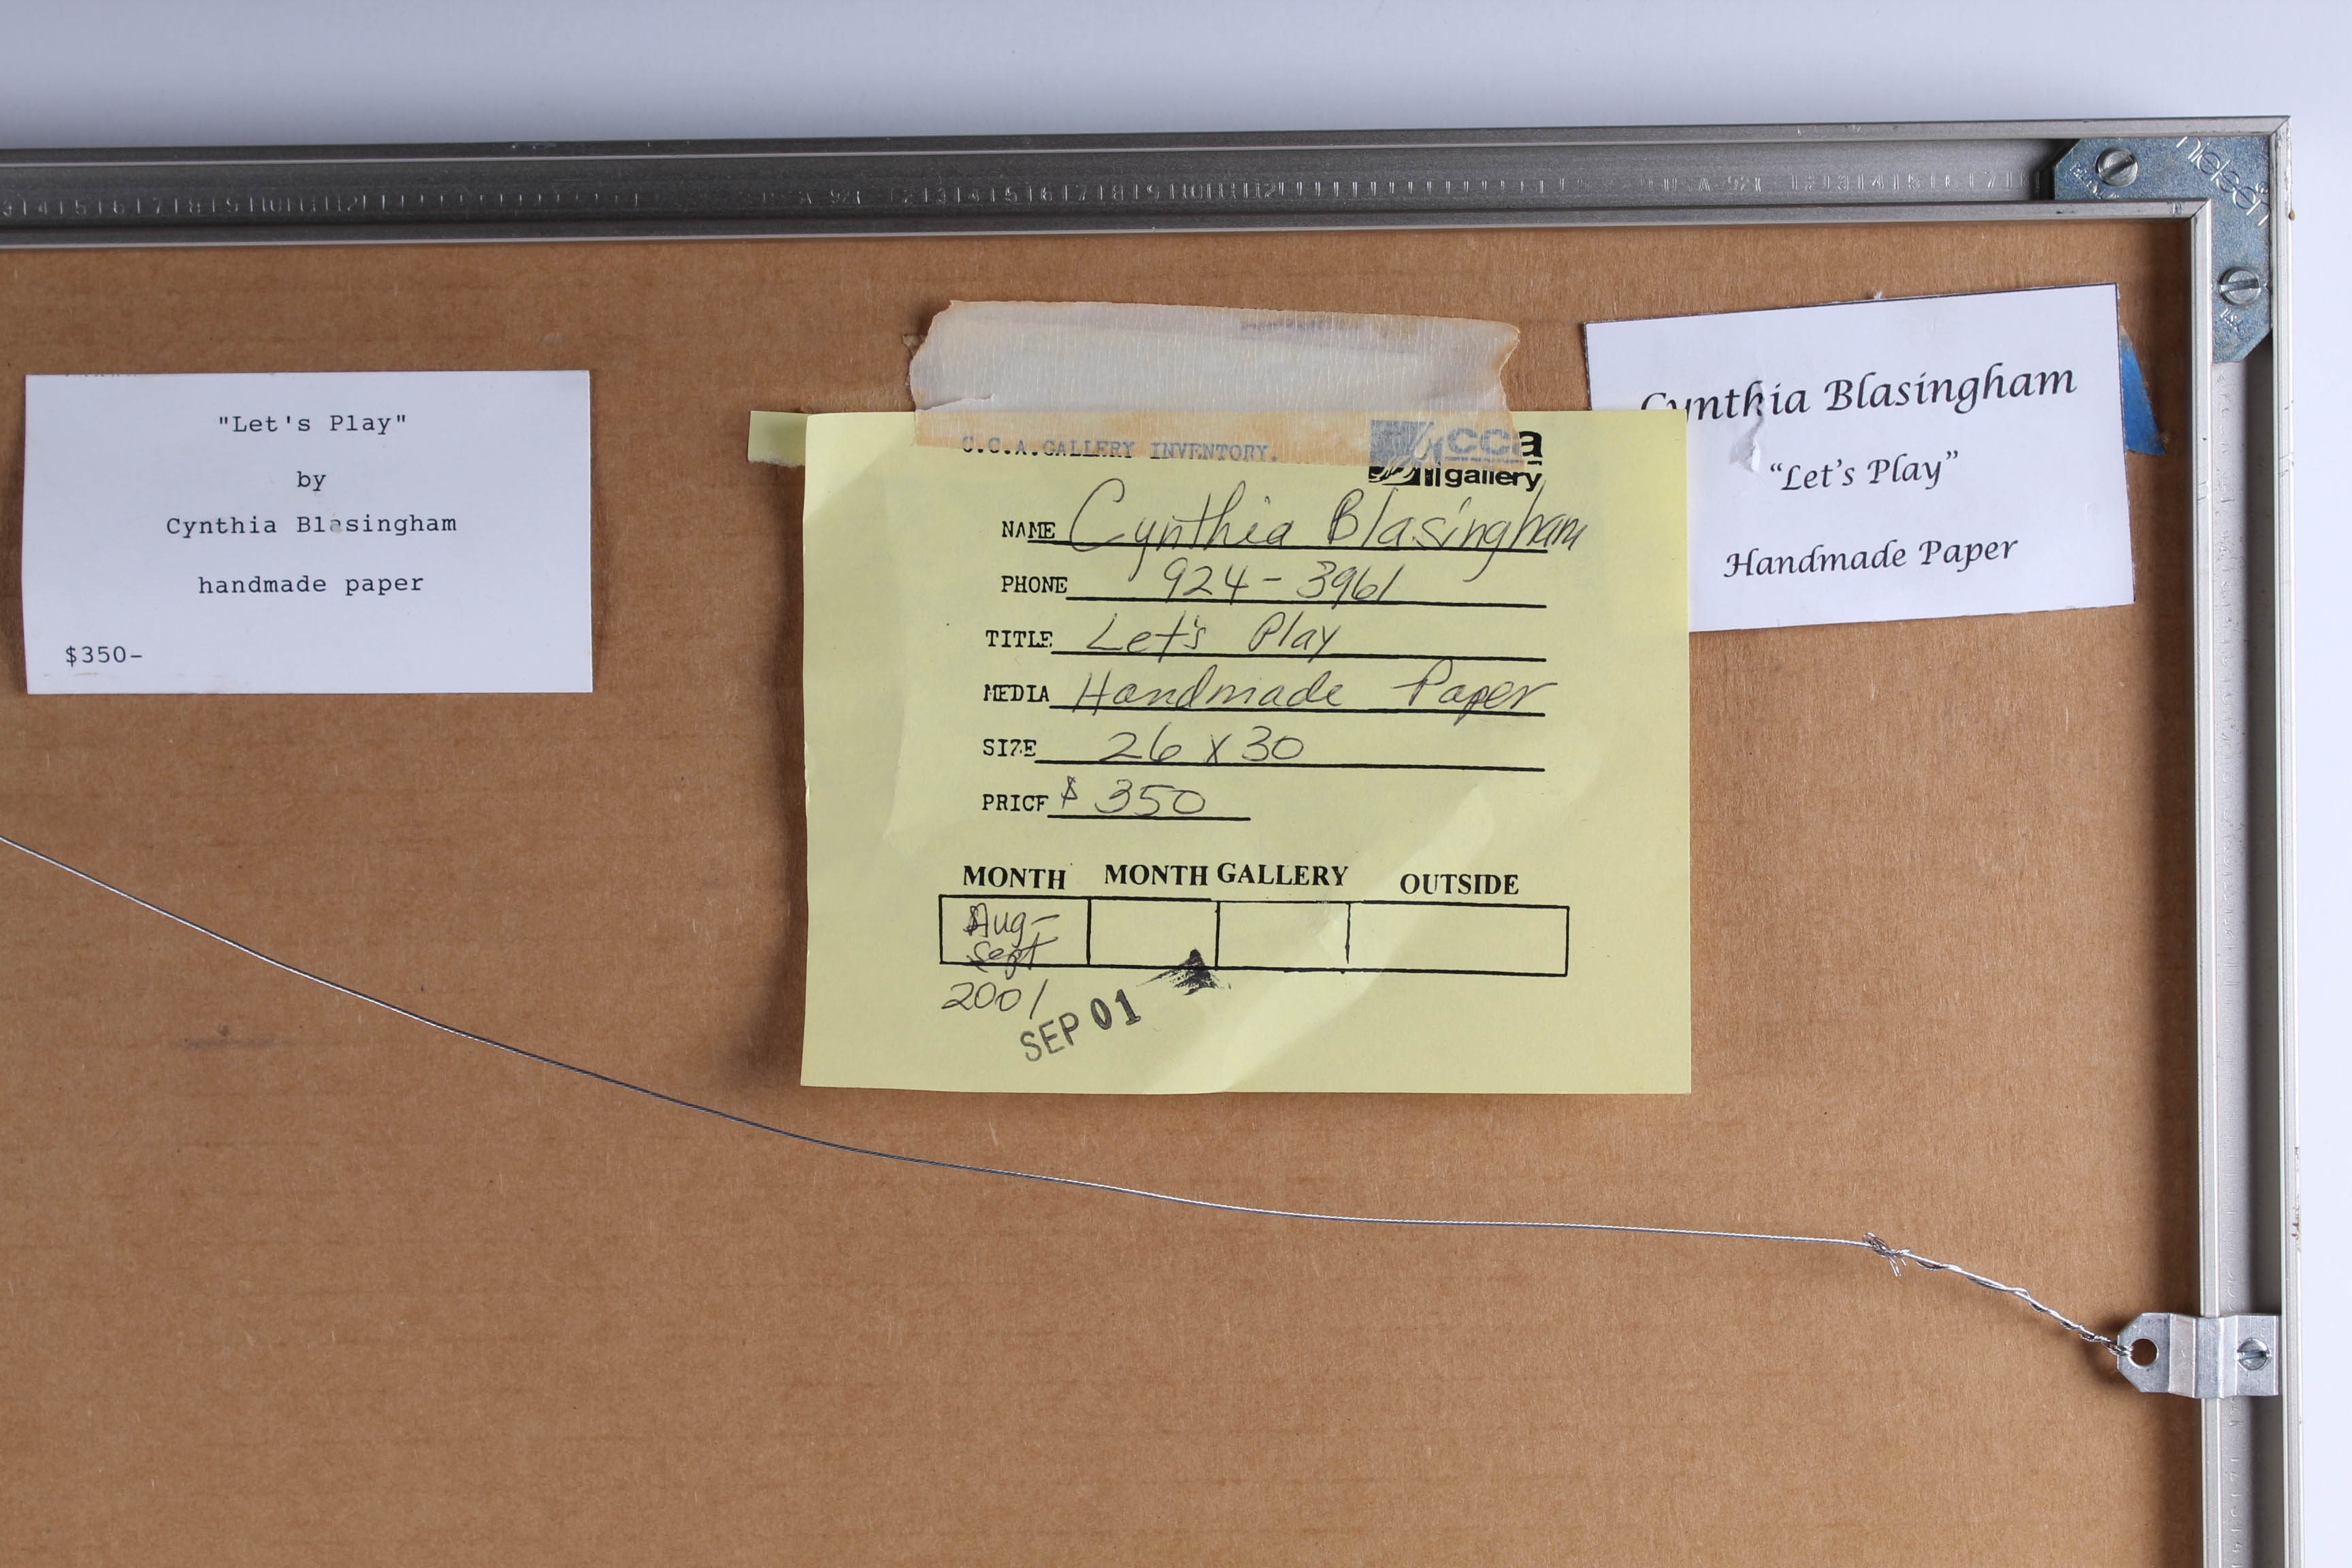 "Let's Play"
by
Cynthia Blasingham
handmade paper
$350-
C.C.A.GALLERY INVENTORY.
cca
gallery
NAME Cynthia Blasingham
PHONE 924-3961
TITLE Let's Play
MEDIA Handmade Paper
SIZE 26 x 30
PRICE $ 350
MONTH MONTH GALLERY OUTSIDE
Aug-
Sept
2001
SEP 01
Cynthia Blasingham
“Let's Play”
Handmade Paper
nielsen